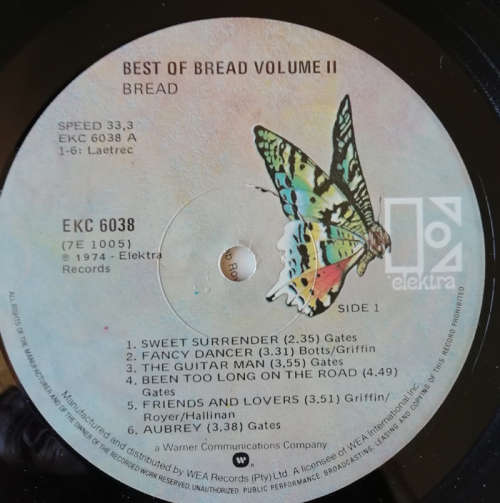 BEST OF BREAD VOLUME II
BREAD
SPEED 33,3
EKC 6038 A
1-6: Laetrec
EKC 6038
(7E 1005)
℗ 1974 - Elektra
Records
elektra
SIDE 1
1. SWEET SURRENDER (2.35) Gates
2. FANCY DANCER (3.31) Botts/Griffin
3. THE GUITAR MAN (3,55) Gates
4. BEEN TOO LONG ON THE ROAD (4.49)
Gates
5. FRIENDS AND LOVERS (3,51) Griffin/
Royer/Hallinan
6. AUBREY (3,38) Gates
a Warner Communications Company
Manufactured and distributed by WEA Records (Pty) Ltd. A licensee of WEA International Inc.
ALL RIGHTS OF THE MANUFACTURER AND OF THE OWNER OF THE RECORDED WORK RESERVED. UNAUTHORIZED PUBLIC PERFORMANCE, BROADCASTING, LEASING AND COPYING OF THIS RECORD PROHIBITED